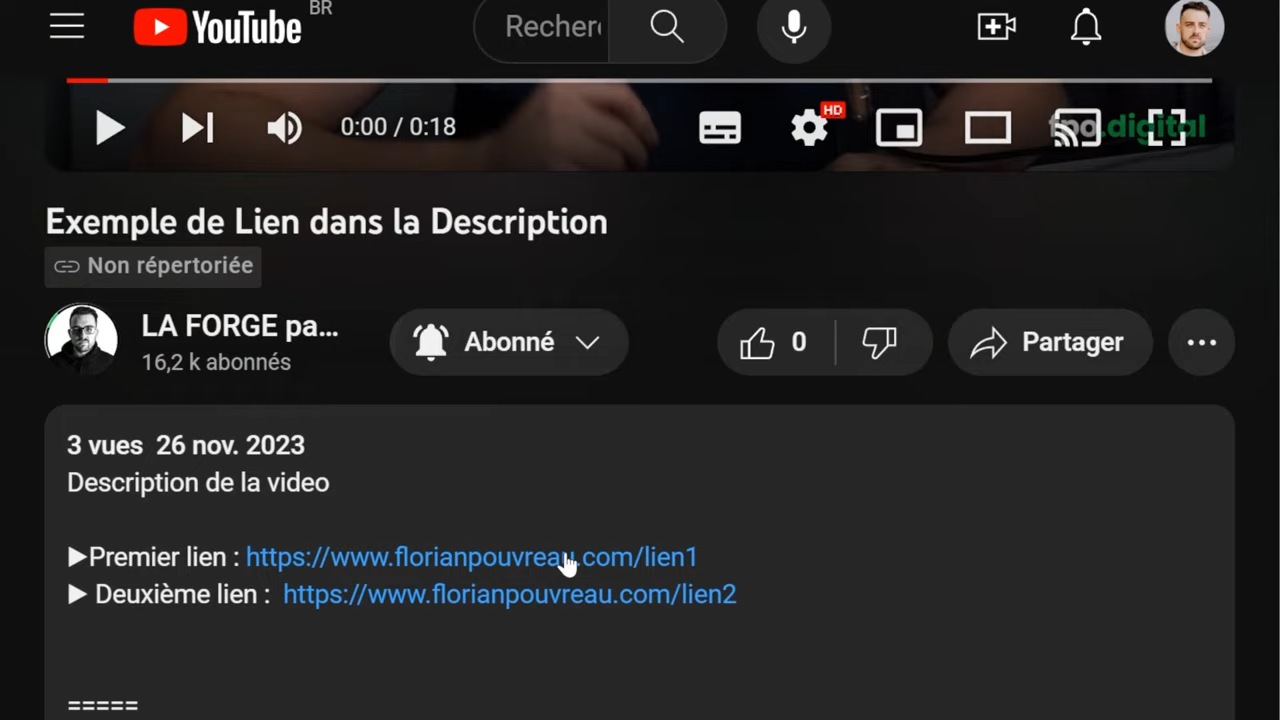 YouTube BR
Recher
HD
0:00 / 0:18
.digital
Exemple de Lien dans la Description
Non répertoriée
LA FORGE pa...
Abonné
0
Partager
16,2 k abonnés
3 vues 26 nov. 2023
Description de la video
▶Premier lien : https://www.florianpouvreau.com/lien1
▶ Deuxième lien : https://www.florianpouvreau.com/lien2
=====